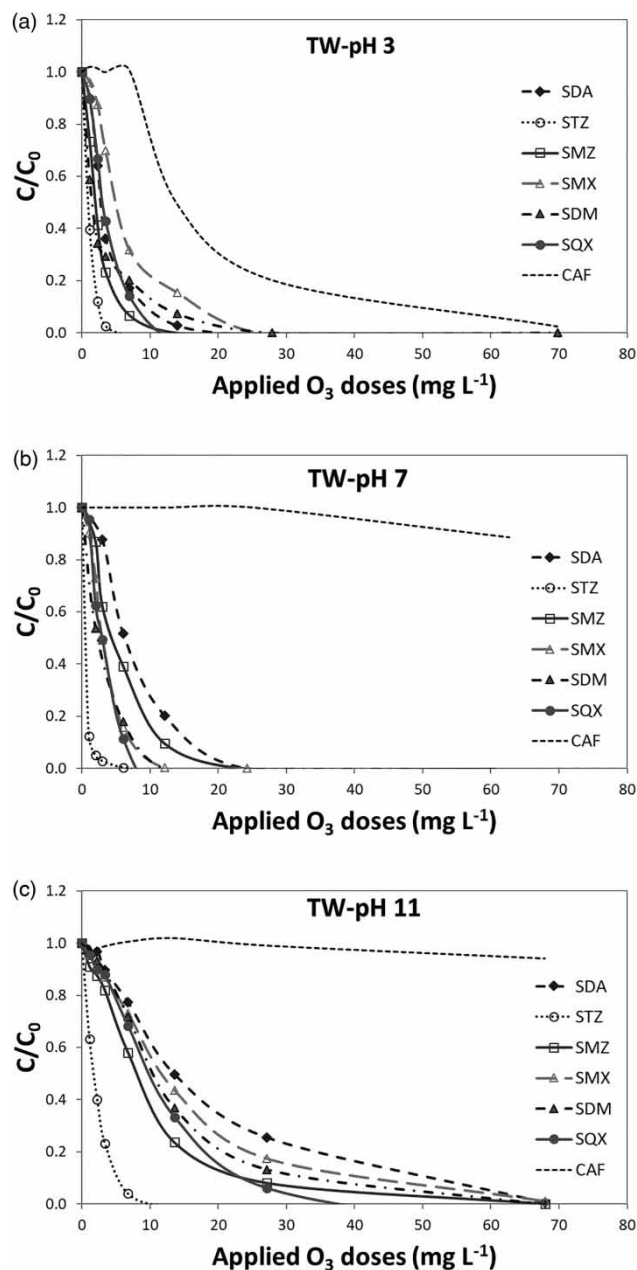 (a)
TW-pH 3
1.2
1.0
0.8
0.6
0.4
0.2
0.0
C/C₀
SDA
STZ
SMZ
SMX
SDM
SQX
CAF
0 10 20 30 40 50 60 70 80
Applied O₃ doses (mg L⁻¹)
(b)
TW-pH 7
1.2
1.0
0.8
0.6
0.4
0.2
0.0
C/C₀
SDA
STZ
SMZ
SMX
SDM
SQX
CAF
0 10 20 30 40 50 60 70 80
Applied O₃ doses (mg L⁻¹)
(c)
TW-pH 11
1.2
1.0
0.8
0.6
0.4
0.2
0.0
C/C₀
SDA
STZ
SMZ
SMX
SDM
SQX
CAF
0 10 20 30 40 50 60 70 80
Applied O₃ doses (mg L⁻¹)